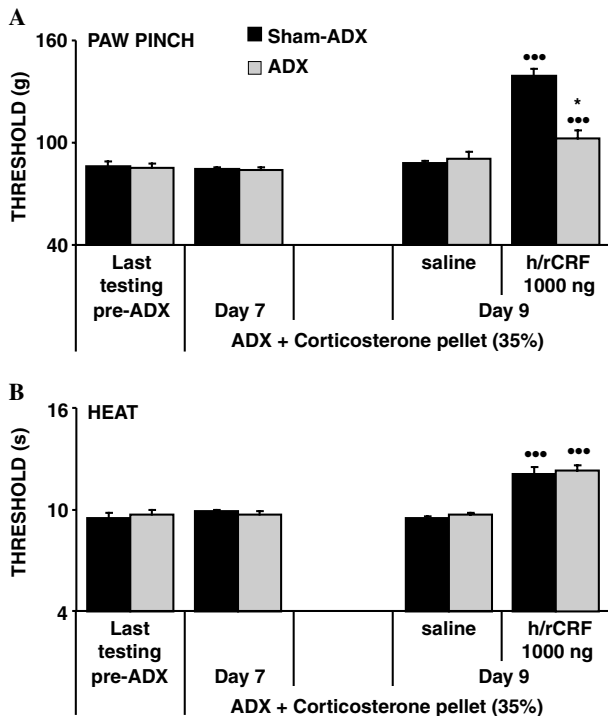 A
160
PAW PINCH
Sham-ADX
ADX
•••
*
•••
THRESHOLD (g)
100
40
Last testing pre-ADX
Day 7
saline
h/rCRF 1000 ng
Day 9
ADX + Corticosterone pellet (35%)
B
16
HEAT
•••
•••
THRESHOLD (s)
10
4
Last testing pre-ADX
Day 7
saline
h/rCRF 1000 ng
Day 9
ADX + Corticosterone pellet (35%)